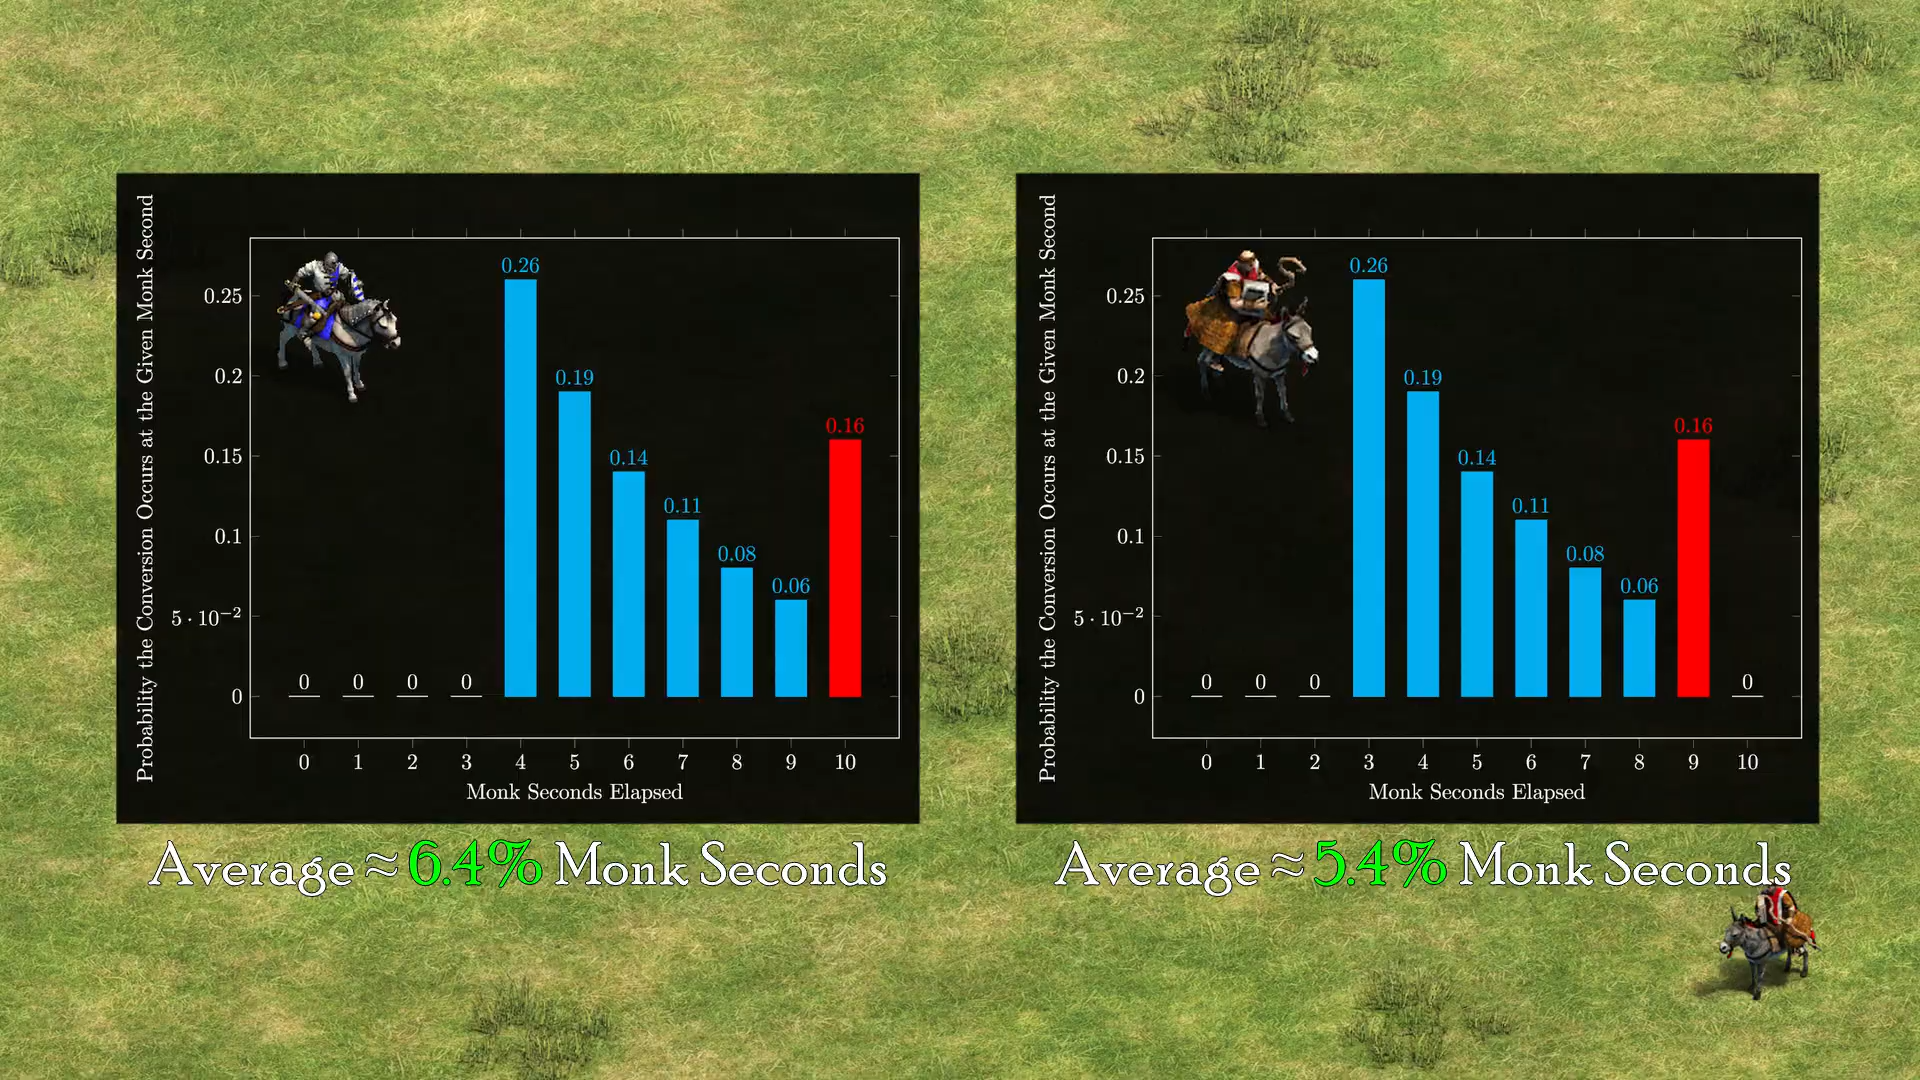 Probability the Conversion Occurs at the Given Monk Second
0.25
0.2
0.15
0.1
5 · 10⁻²
0
0 0 0 0 0.26 0.19 0.14 0.11 0.08 0.06 0.16
0 1 2 3 4 5 6 7 8 9 10
Monk Seconds Elapsed
Average ≈ 6.4% Monk Seconds
Probability the Conversion Occurs at the Given Monk Second
0.25
0.2
0.15
0.1
5 · 10⁻²
0
0 0 0 0.26 0.19 0.14 0.11 0.08 0.06 0.16 0
0 1 2 3 4 5 6 7 8 9 10
Monk Seconds Elapsed
Average ≈ 5.4% Monk Seconds